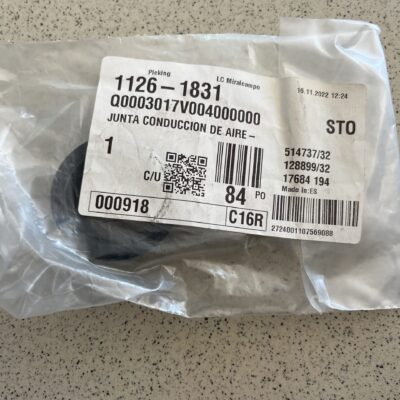 Picking LC Miralcampo 16.11.2022 12:24
1126-1831
Q0003017V004000000
STO
JUNTA CONDUCCION DE AIRE-
1
514737/32
128899/32
17684 194
C/U
84 PO
Made in:ES
000918
C16R
2724001107569088